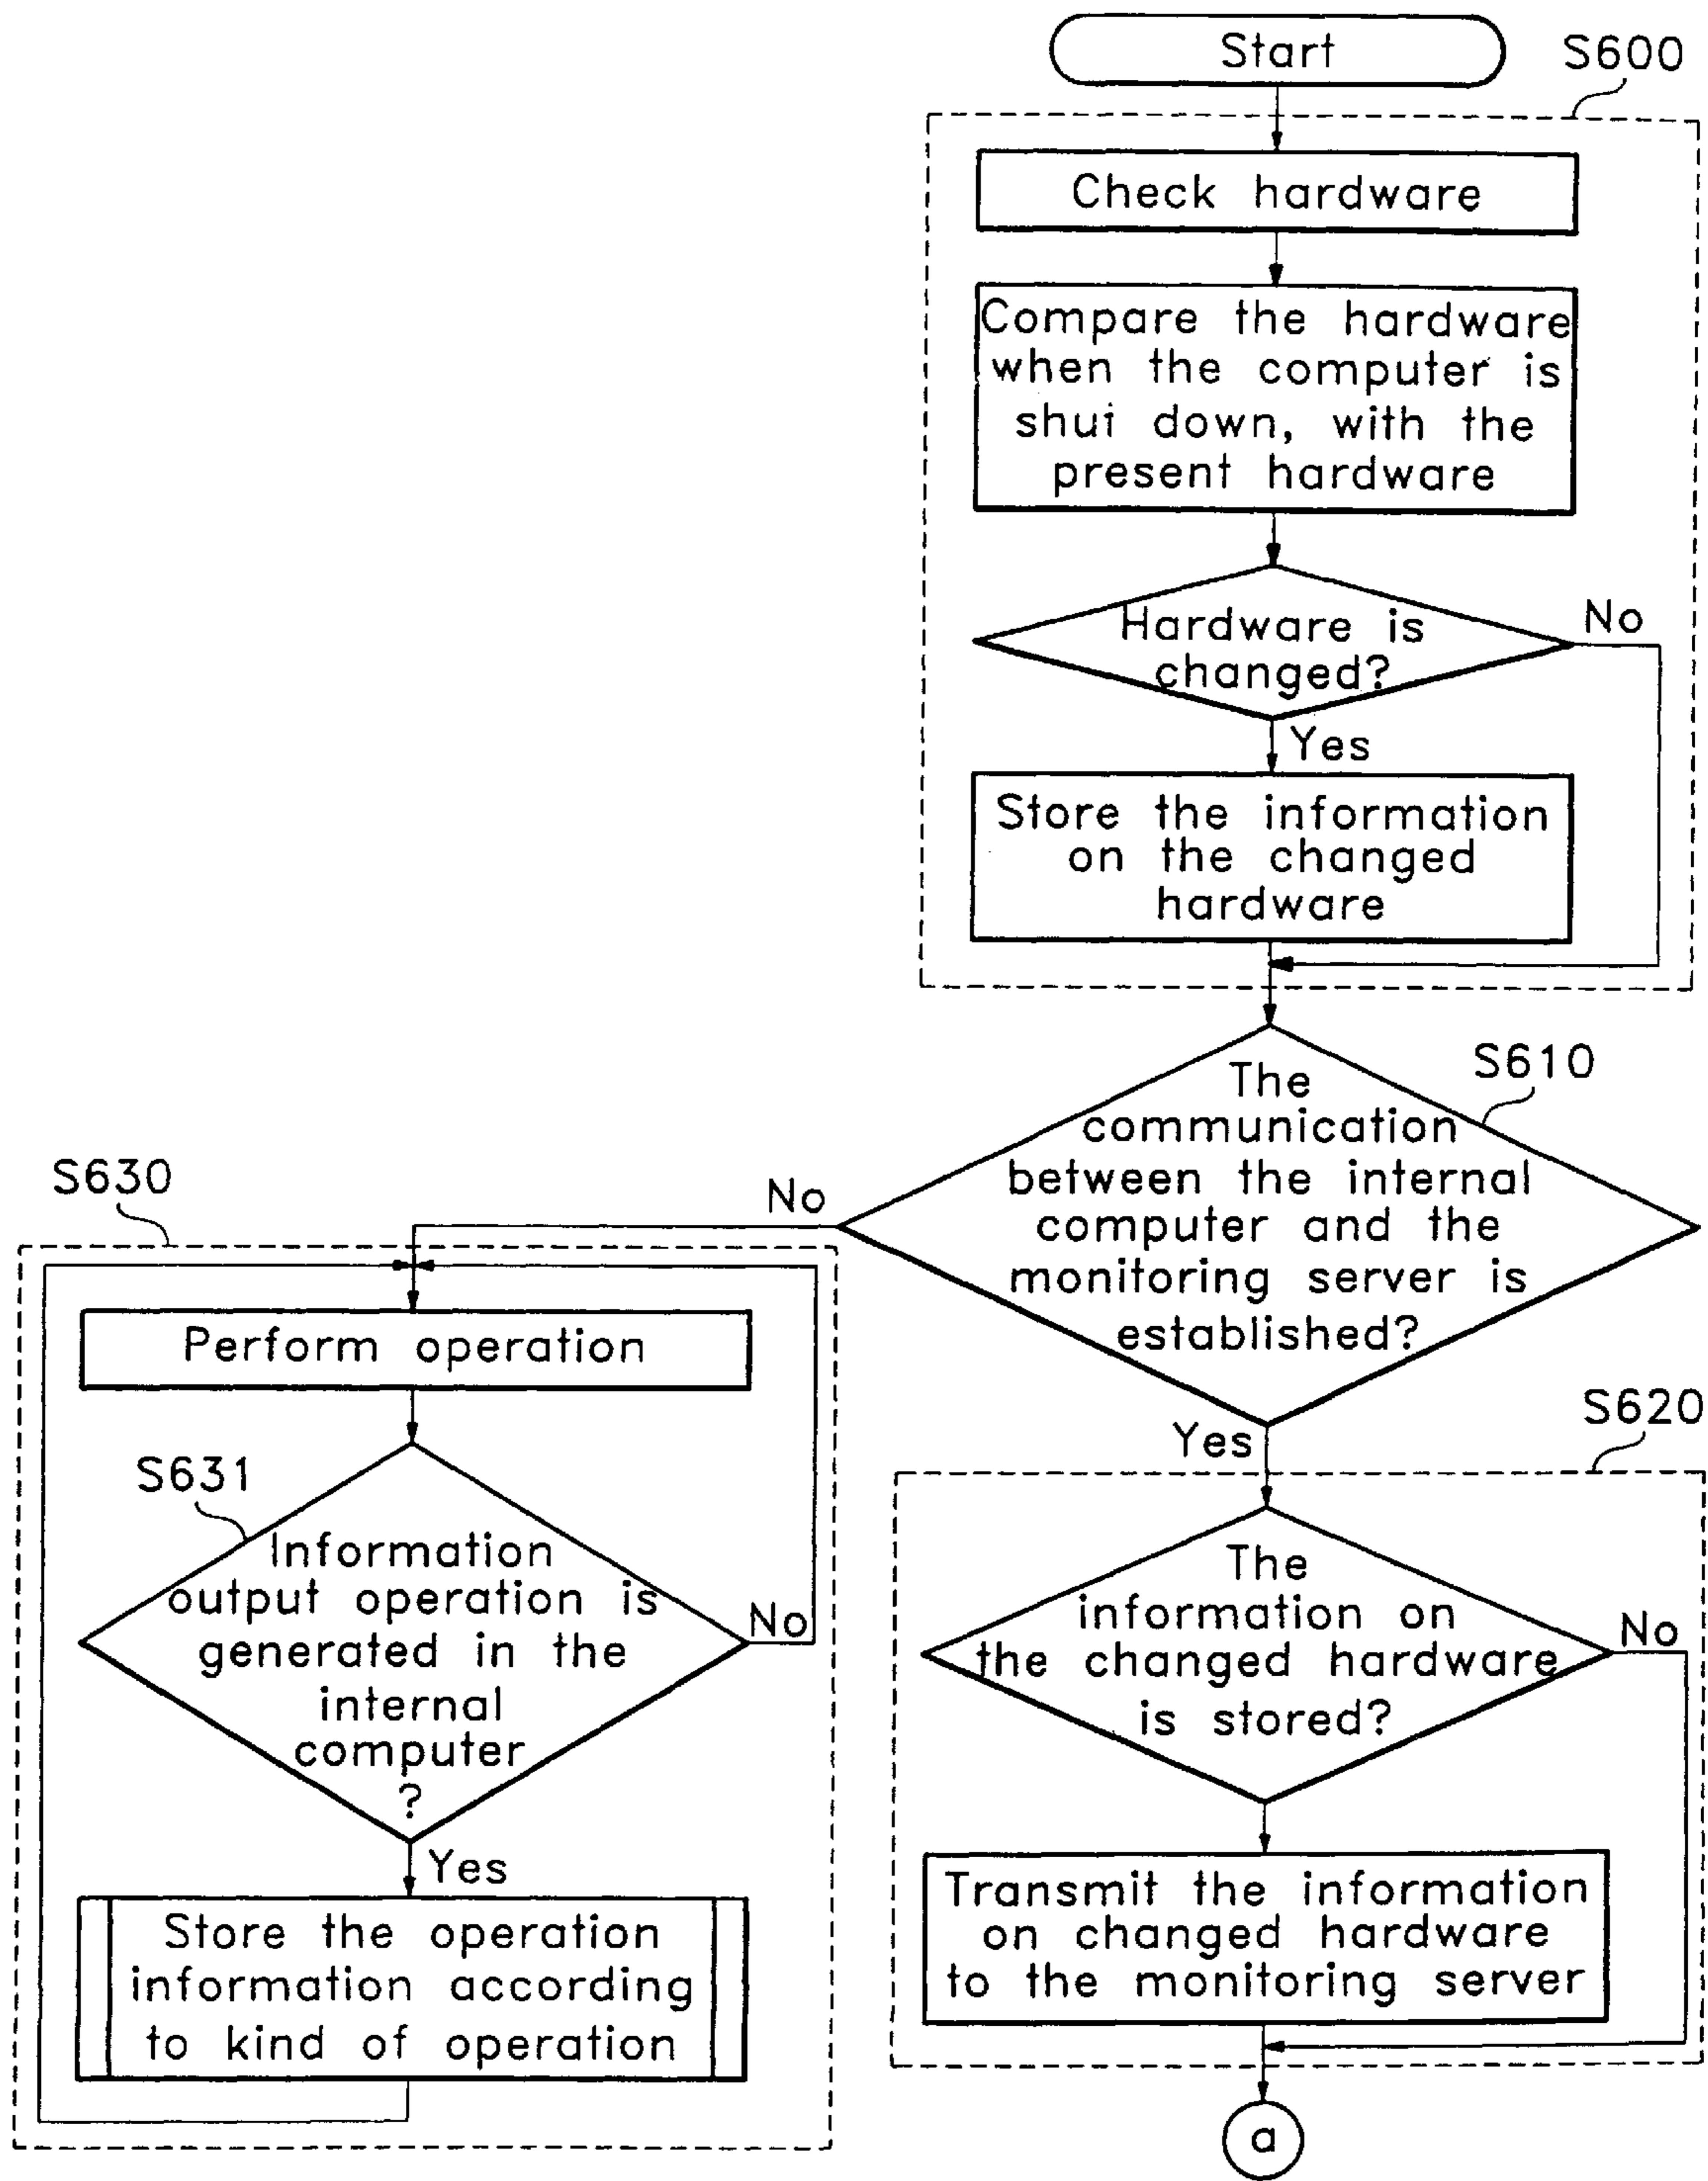 Start
S600
Check hardware
Compare the hardware
when the computer is
shut down, with the
present hardware
Hardware is
changed?
No
Yes
Store the information
on the changed
hardware
S610
The
communication
between the internal
computer and the
monitoring server is
established?
No
Yes
S630
Perform operation
S631
Information
output operation is
generated in the
internal
computer
?
No
Yes
Store the operation
information according
to kind of operation
S620
The
information on
the changed hardware
is stored?
No
Transmit the information
on changed hardware
to the monitoring server
a